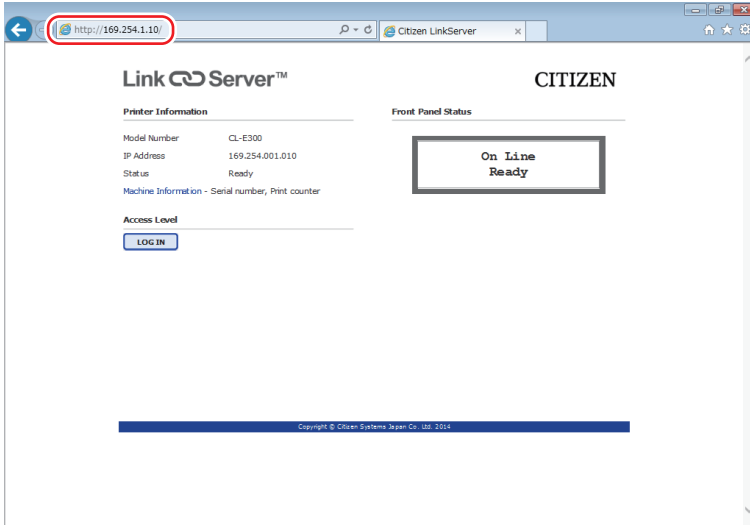 http://169.254.1.10/
Citizen LinkServer
Link Server™
CITIZEN
Printer Information
Model Number CL-E300
IP Address 169.254.001.010
Status Ready
Machine Information - Serial number, Print counter
Access Level
LOG IN
Front Panel Status
On Line
Ready
Copyright © Citizen Systems Japan Co. Ltd. 2014